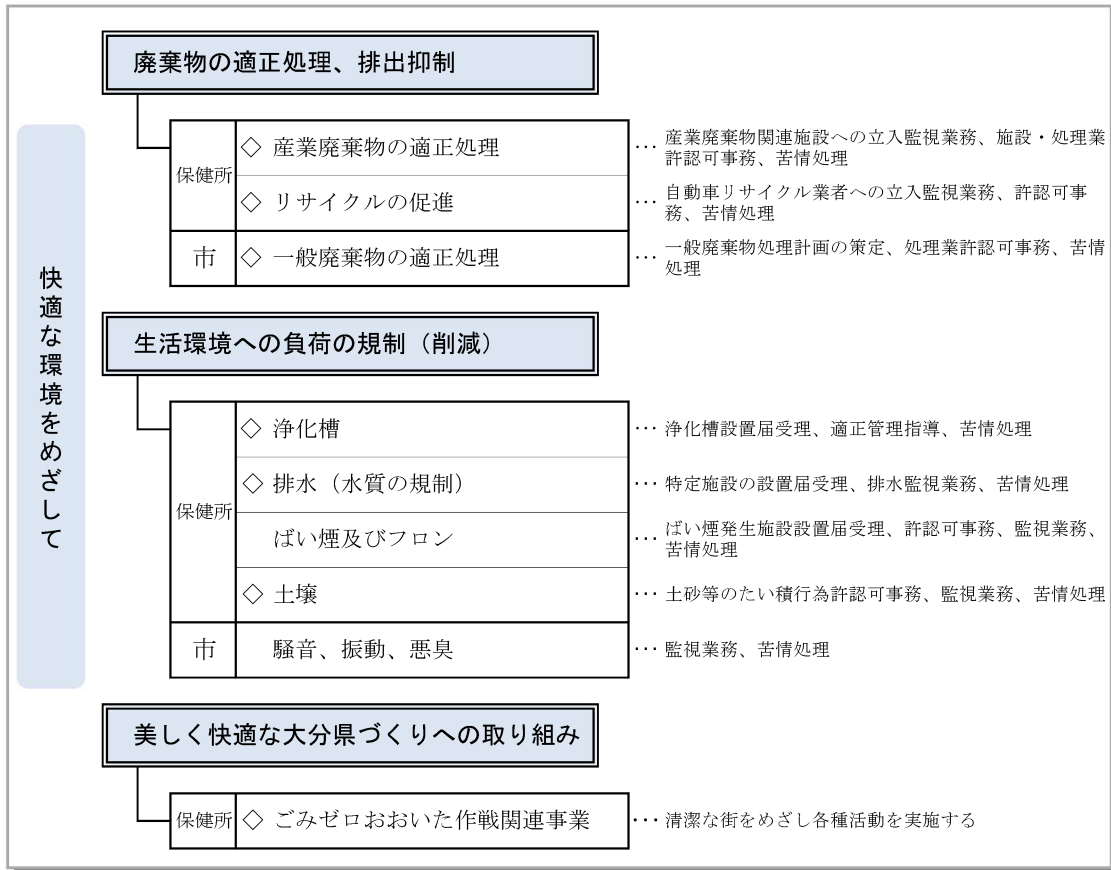 快適な環境をめざして
廃棄物の適正処理、排出抑制
保健所
◇ 産業廃棄物の適正処理
･･･ 産業廃棄物関連施設への立入監視業務、施設・処理業
許認可事務、苦情処理
◇ リサイクルの促進
･･･ 自動車リサイクル業者への立入監視業務、許認可事
務、苦情処理
市
◇ 一般廃棄物の適正処理
･･･ 一般廃棄物処理計画の策定、処理業許認可事務、苦情
処理
生活環境への負荷の規制（削減）
保健所
◇ 浄化槽
･･･ 浄化槽設置届受理、適正管理指導、苦情処理
◇ 排水（水質の規制）
･･･ 特定施設の設置届受理、排水監視業務、苦情処理
ばい煙及びフロン
･･･ ばい煙発生施設設置届受理、許認可事務、監視業務、
苦情処理
◇ 土壌
･･･ 土砂等のたい積行為許認可事務、監視業務、苦情処理
市
騒音、振動、悪臭
･･･ 監視業務、苦情処理
美しく快適な大分県づくりへの取り組み
保健所
◇ ごみゼロおおいた作戦関連事業
･･･ 清潔な街をめざし各種活動を実施する